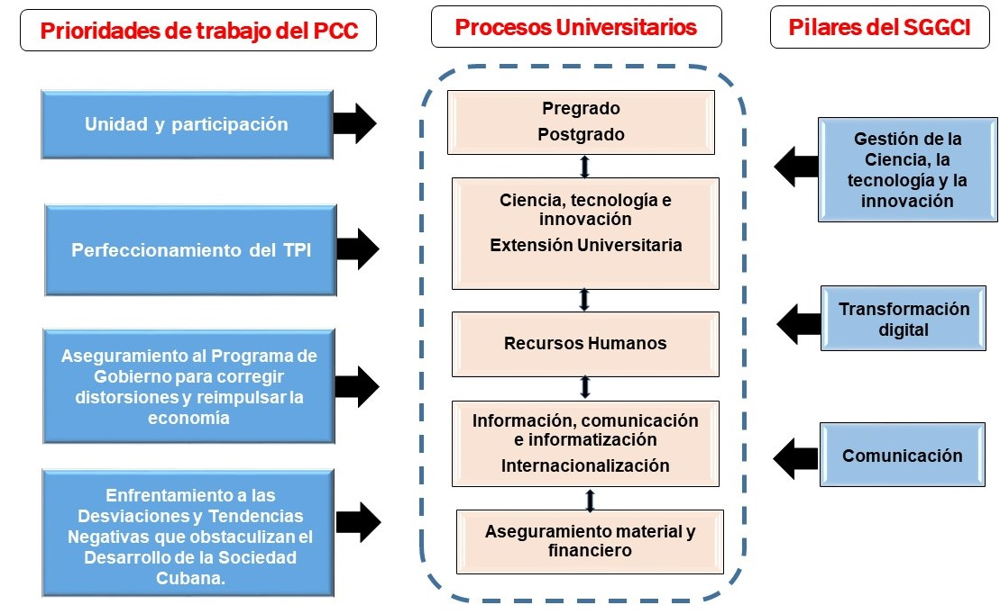 Prioridades de trabajo del PCC
Unidad y participación
Perfeccionamiento del TPI
Aseguramiento al Programa de
Gobierno para corregir
distorsiones y reimpulsar la
economía
Enfrentamiento a las
Desviaciones y Tendencias
Negativas que obstaculizan el
Desarrollo de la Sociedad
Cubana.
Procesos Universitarios
Pregrado
Postgrado
Ciencia, tecnología e
innovación
Extensión Universitaria
Recursos Humanos
Información, comunicación
e informatización
Internacionalización
Aseguramiento material y
financiero
Pilares del SGGCI
Gestión de la
Ciencia, la
tecnología y la
innovación
Transformación
digital
Comunicación